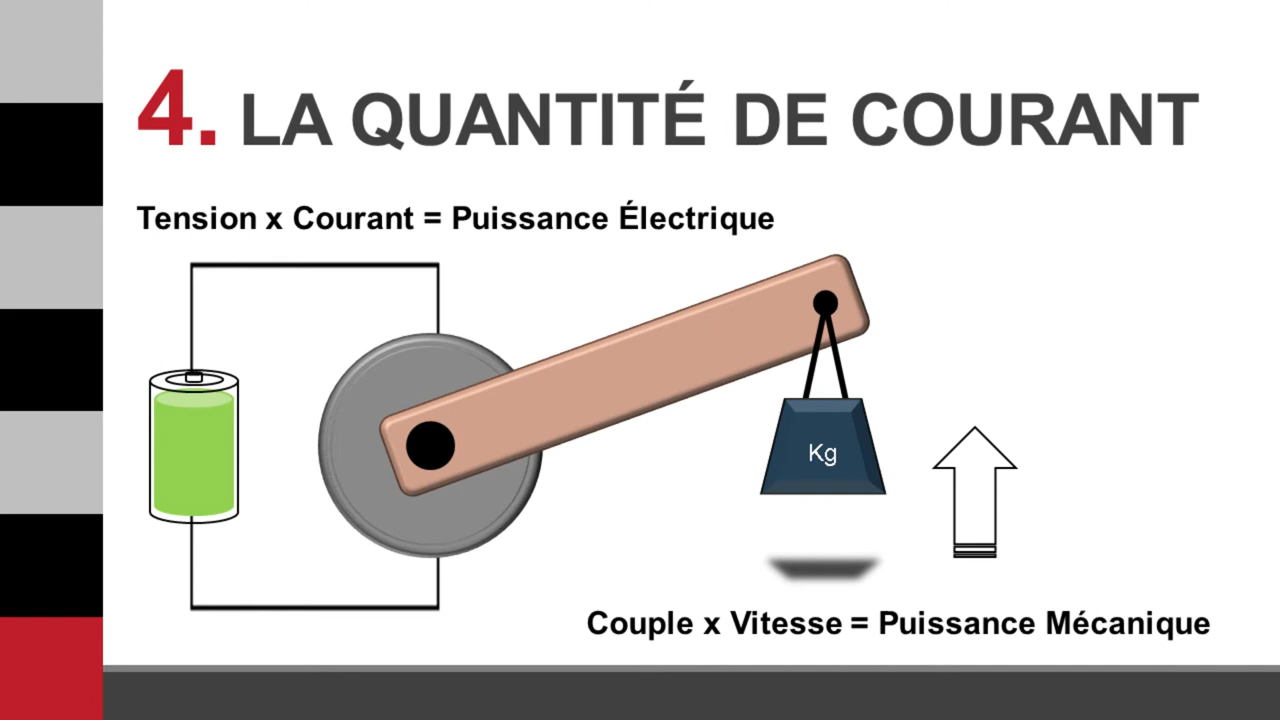 4. LA QUANTITÉ DE COURANT
Tension x Courant = Puissance Électrique
Kg
Couple x Vitesse = Puissance Mécanique